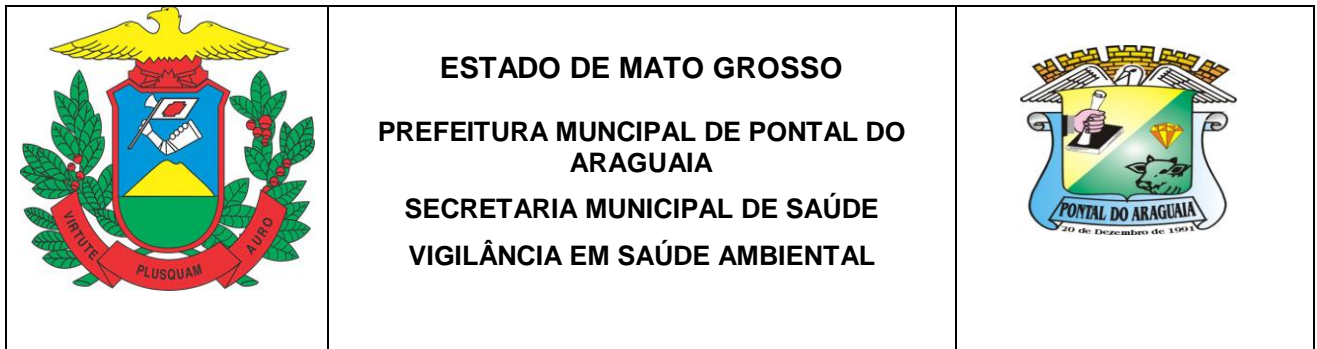 VIRTUTE PLUSQUAM AURO
ESTADO DE MATO GROSSO
PREFEITURA MUNCIPAL DE PONTAL DO
ARAGUAIA
SECRETARIA MUNICIPAL DE SAÚDE
VIGILÂNCIA EM SAÚDE AMBIENTAL
PONTAL DO ARAGUAIA
20 de Dezembro de 1991